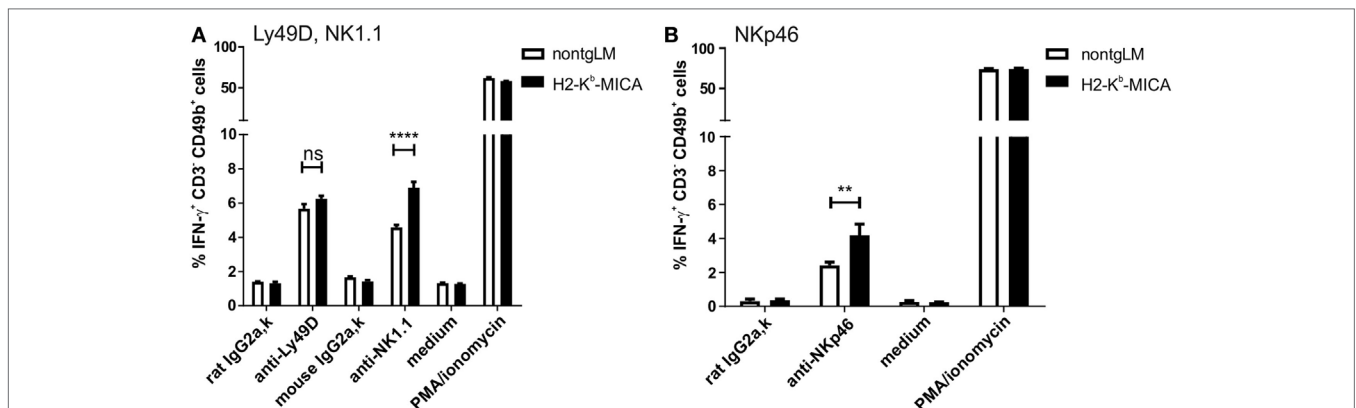 A Ly49D, NK1.1
% IFN-γ⁺ CD3⁻ CD49b⁺ cells
100
50
10
8
6
4
2
0
ns
****
nontgLM
H2-Kᵇ-MICA
rat IgG2a,k
anti-Ly49D
mouse IgG2a,k
anti-NK1.1
medium
PMA/ionomycin
B NKp46
% IFN-γ⁺ CD3⁻ CD49b⁺ cells
100
50
10
8
6
4
2
0
**
nontgLM
H2-Kᵇ-MICA
rat IgG2a,k
anti-NKp46
medium
PMA/ionomycin